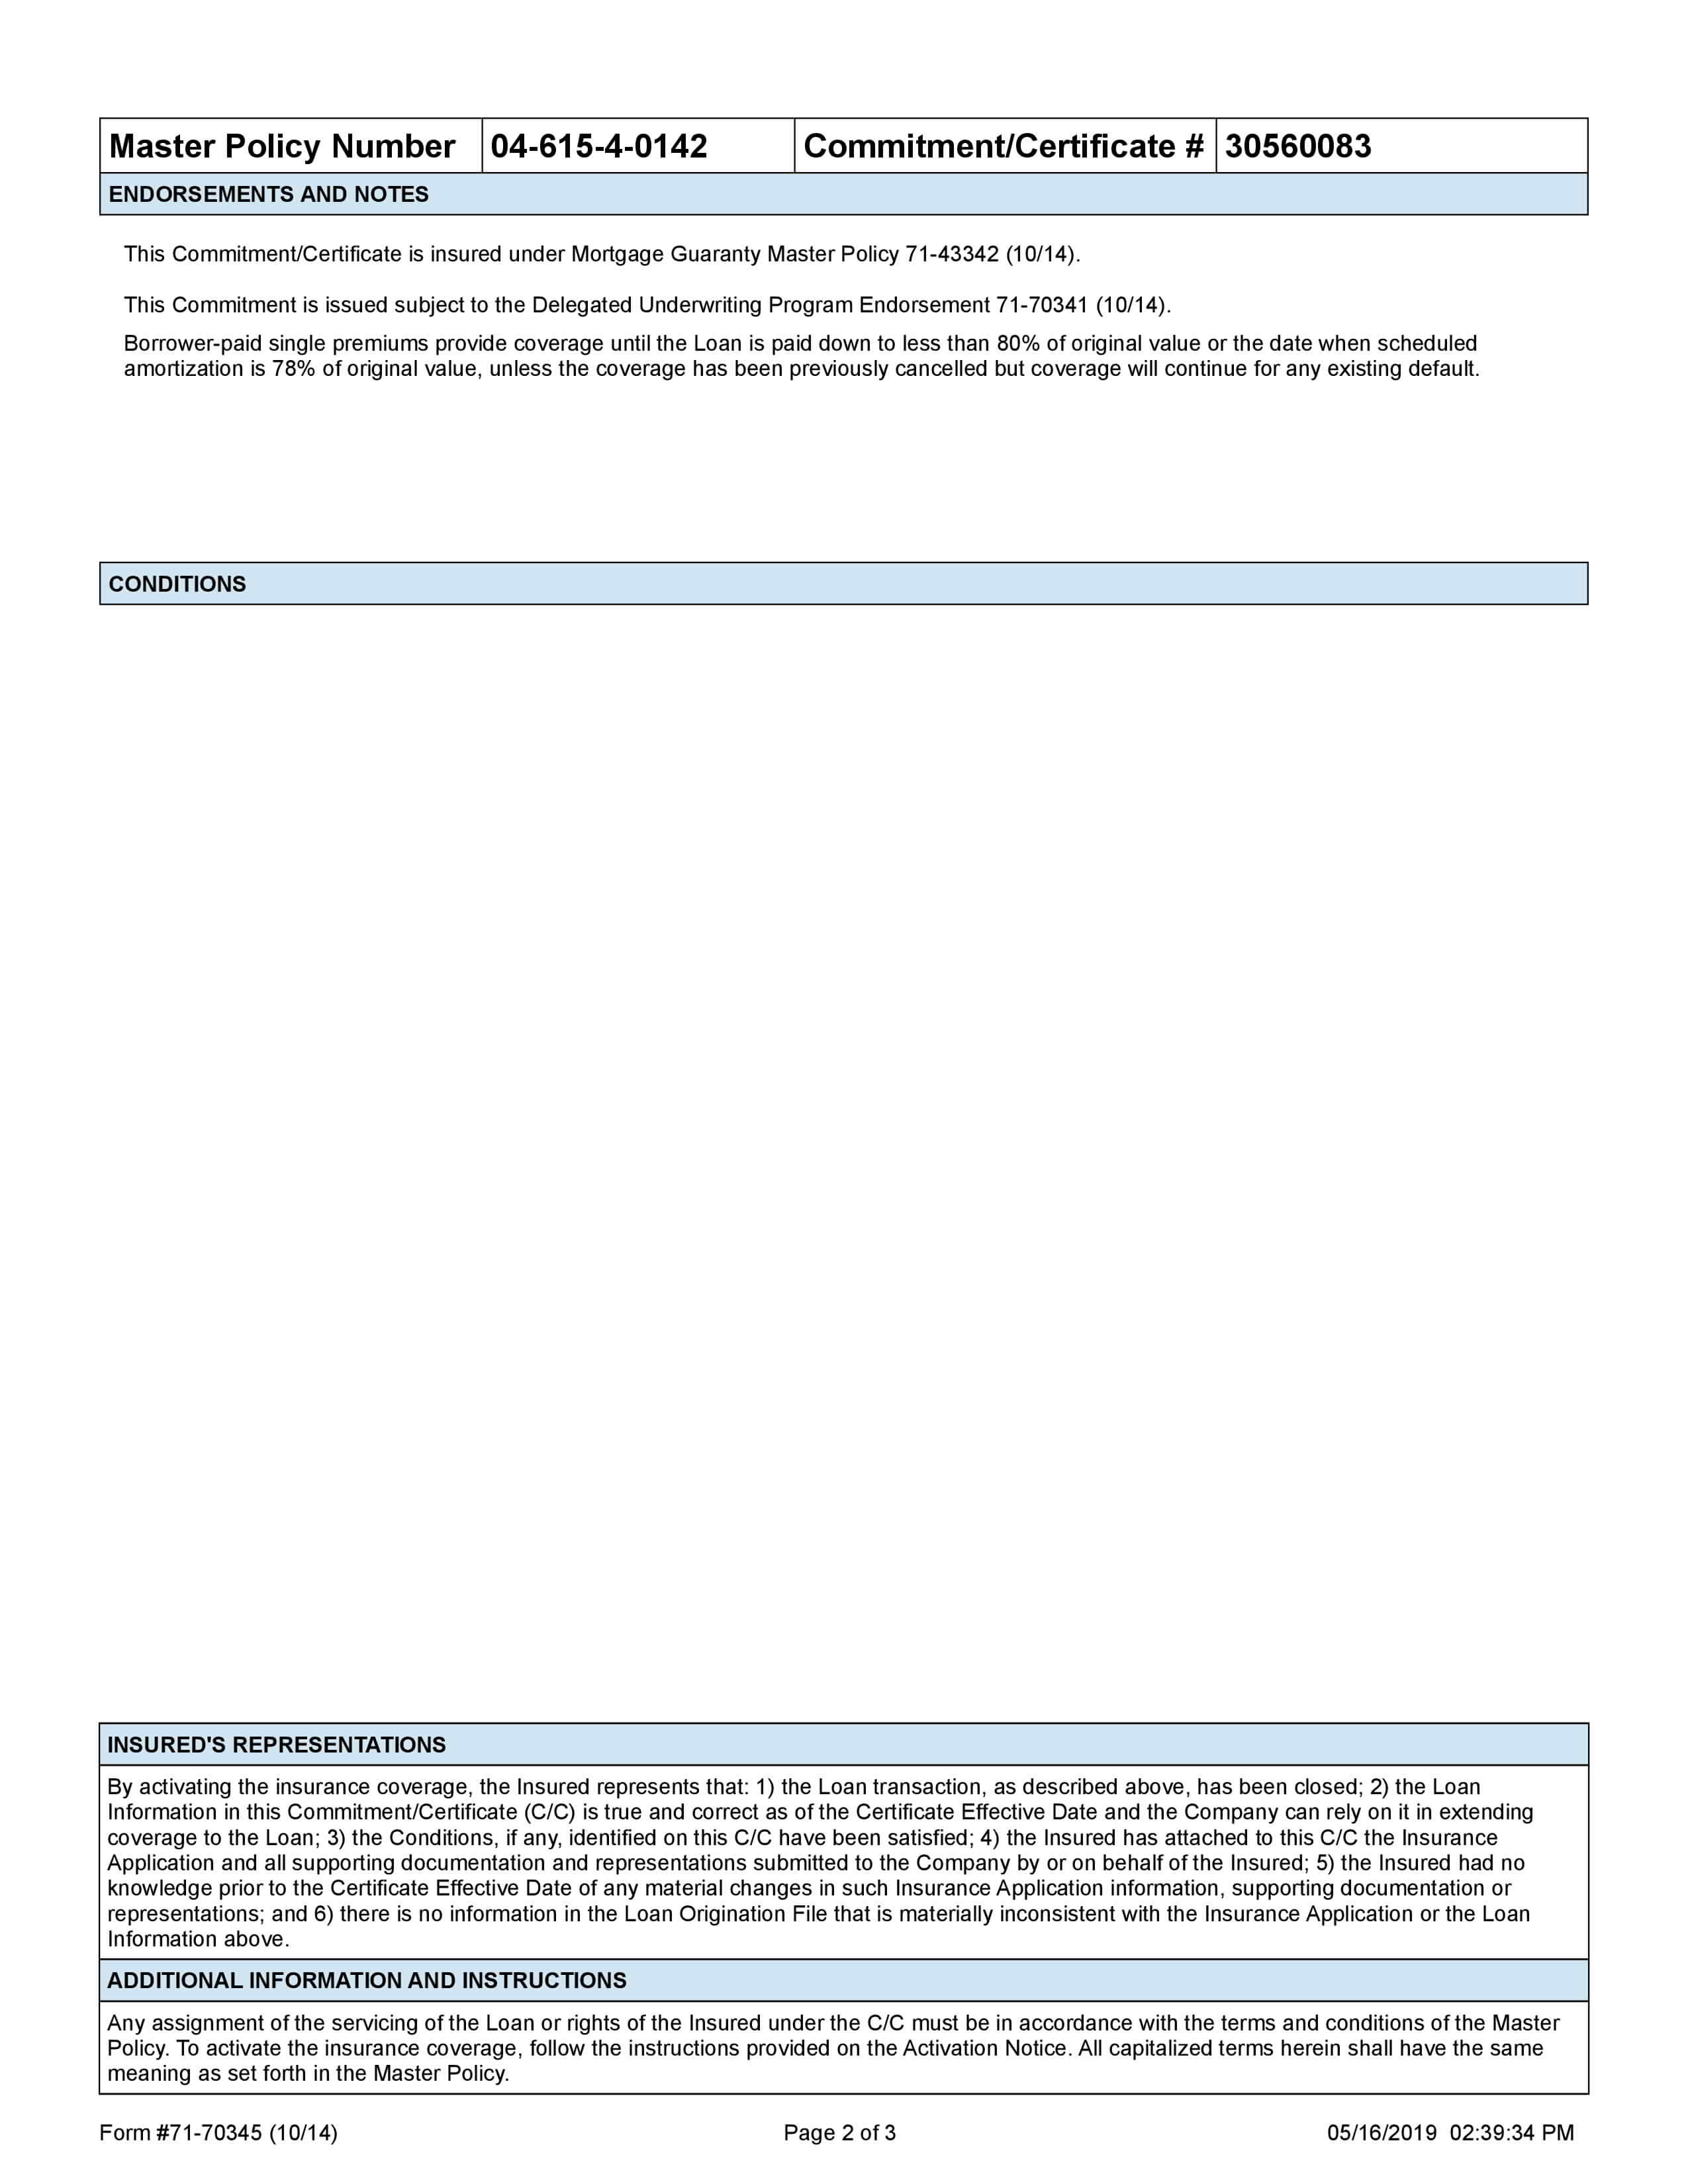 Master Policy Number 04-615-4-0142 Commitment/Certificate # 30560083
ENDORSEMENTS AND NOTES
This Commitment/Certificate is insured under Mortgage Guaranty Master Policy 71-43342 (10/14).
This Commitment is issued subject to the Delegated Underwriting Program Endorsement 71-70341 (10/14).
Borrower-paid single premiums provide coverage until the Loan is paid down to less than 80% of original value or the date when scheduled
amortization is 78% of original value, unless the coverage has been previously cancelled but coverage will continue for any existing default.
CONDITIONS
INSURED'S REPRESENTATIONS
By activating the insurance coverage, the Insured represents that: 1) the Loan transaction, as described above, has been closed; 2) the Loan
Information in this Commitment/Certificate (C/C) is true and correct as of the Certificate Effective Date and the Company can rely on it in extending
coverage to the Loan; 3) the Conditions, if any, identified on this C/C have been satisfied; 4) the Insured has attached to this C/C the Insurance
Application and all supporting documentation and representations submitted to the Company by or on behalf of the Insured; 5) the Insured had no
knowledge prior to the Certificate Effective Date of any material changes in such Insurance Application information, supporting documentation or
representations; and 6) there is no information in the Loan Origination File that is materially inconsistent with the Insurance Application or the Loan
Information above.
ADDITIONAL INFORMATION AND INSTRUCTIONS
Any assignment of the servicing of the Loan or rights of the Insured under the C/C must be in accordance with the terms and conditions of the Master
Policy. To activate the insurance coverage, follow the instructions provided on the Activation Notice. All capitalized terms herein shall have the same
meaning as set forth in the Master Policy.
Form #71-70345 (10/14) Page 2 of 3 05/16/2019 02:39:34 PM